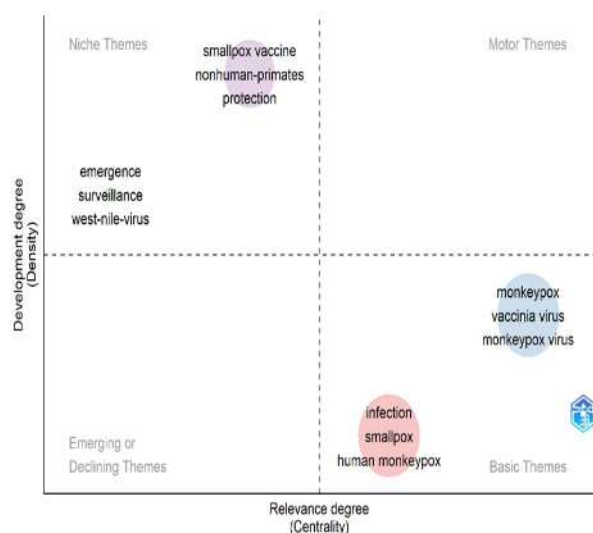 Niche Themes
Motor Themes
smallpox vaccine
nonhuman-primates
protection
emergence
surveillance
west-nile-virus
Development degree
(Density)
monkeypox
vaccinia virus
monkeypox virus
infection
smallpox
human monkeypox
Emerging or
Declining Themes
Basic Themes
Relevance degree
(Centrality)